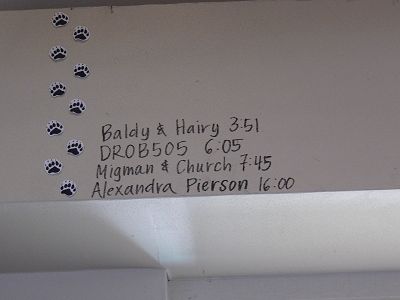 Baldy & Hairy 3:51
DROB505 6:05
Migman & Church 7:45
Alexandra Pierson 16:00